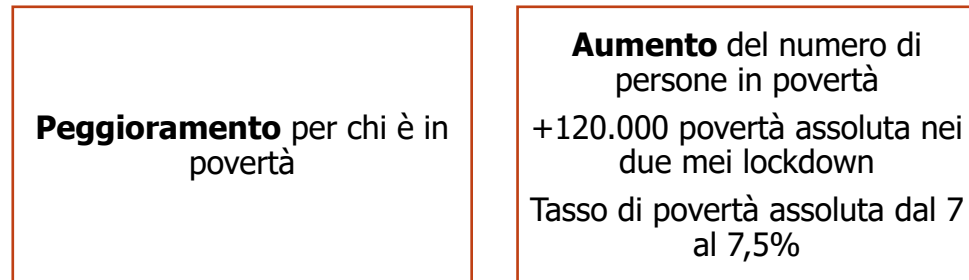 Peggioramento per chi è in
povertà
Aumento del numero di
persone in povertà
+120.000 povertà assoluta nei
due mei lockdown
Tasso di povertà assoluta dal 7
al 7,5%